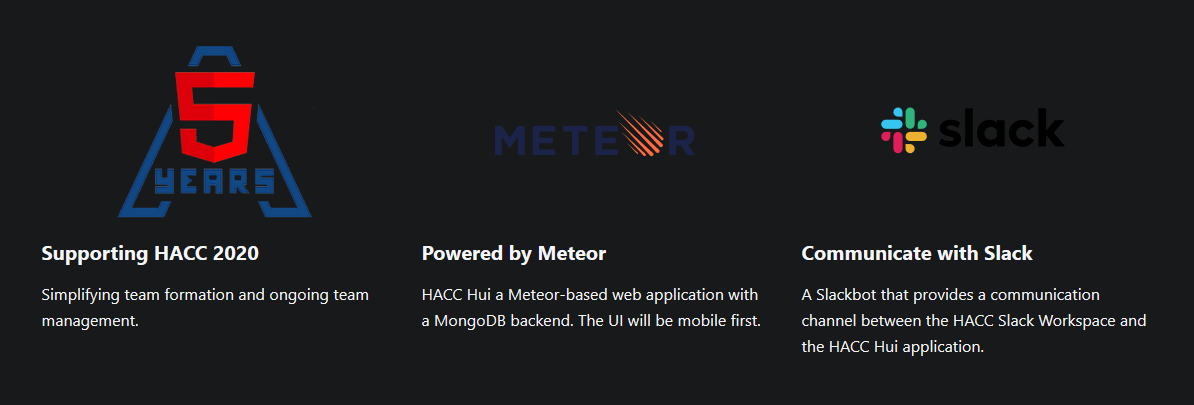 5
YEARS
METEOR
slack
Supporting HACC 2020
Simplifying team formation and ongoing team
management.
Powered by Meteor
HACC Hui a Meteor-based web application with
a MongoDB backend. The UI will be mobile first.
Communicate with Slack
A Slackbot that provides a communication
channel between the HACC Slack Workspace and
the HACC Hui application.